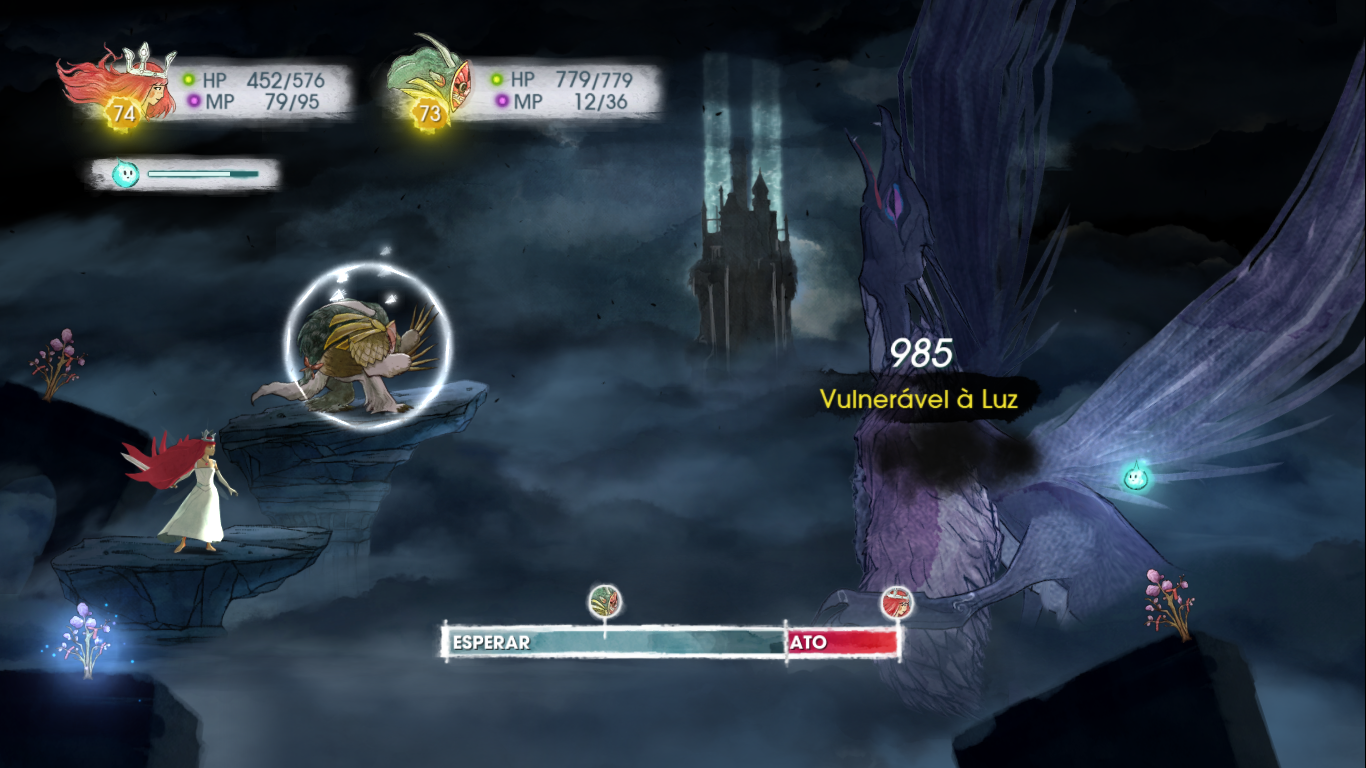 HP 452/576
MP 79/95
74
HP 779/779
MP 12/36
73
985
Vulnerável à Luz
ESPERAR
ATO